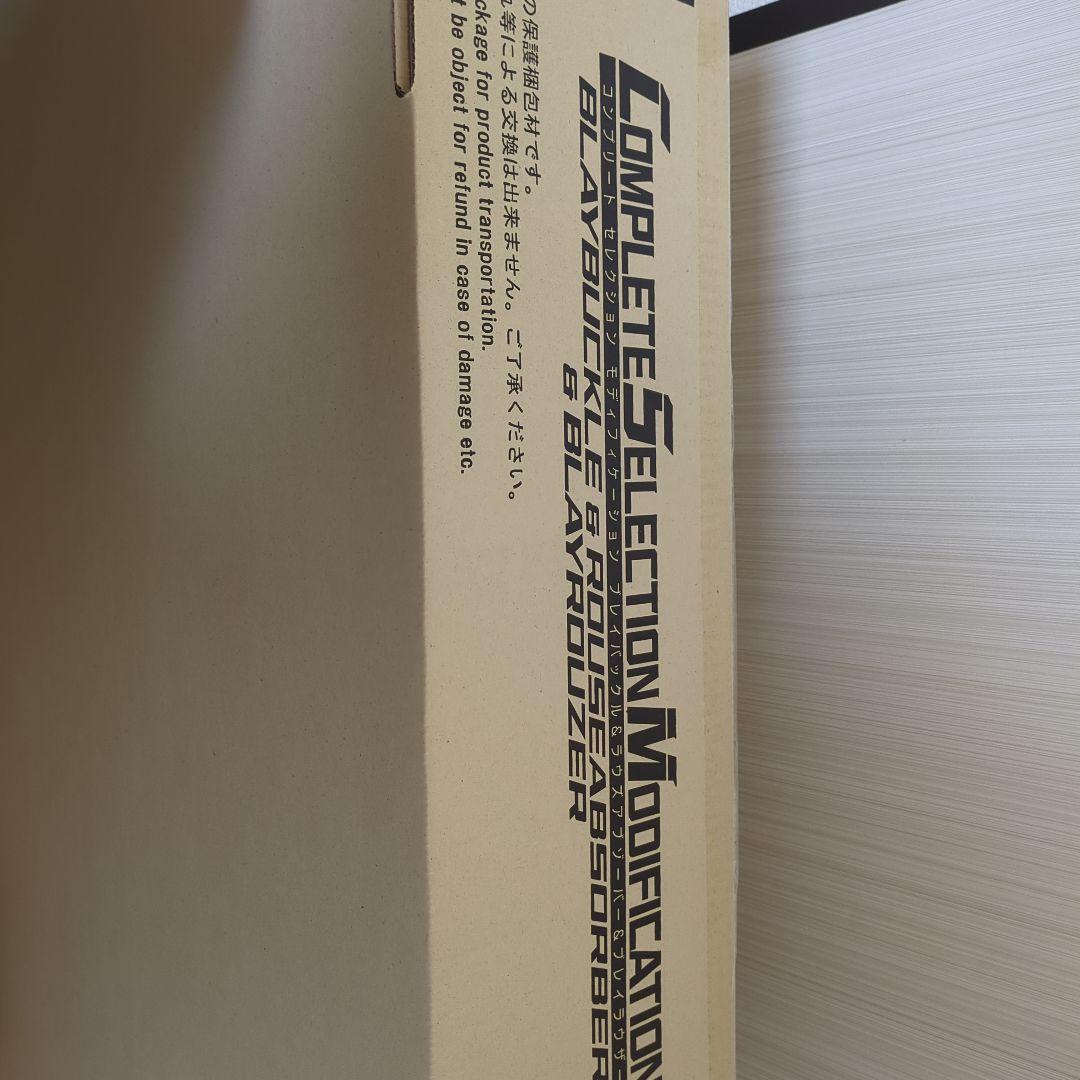 COMPLETE SELECTION MODIFICATION
コンプリート セレクション モディフィケーション ブレイバックル&ラウズアブゾーバー&ブレイラウザー
BLAYBUCKLE & ROUSEABSORBER
& BLAYROUZER
の保護梱包材です。
等による交換は出来ません。ご了承ください。
ckage for product transportation.
t be object for refund in case of damage etc.